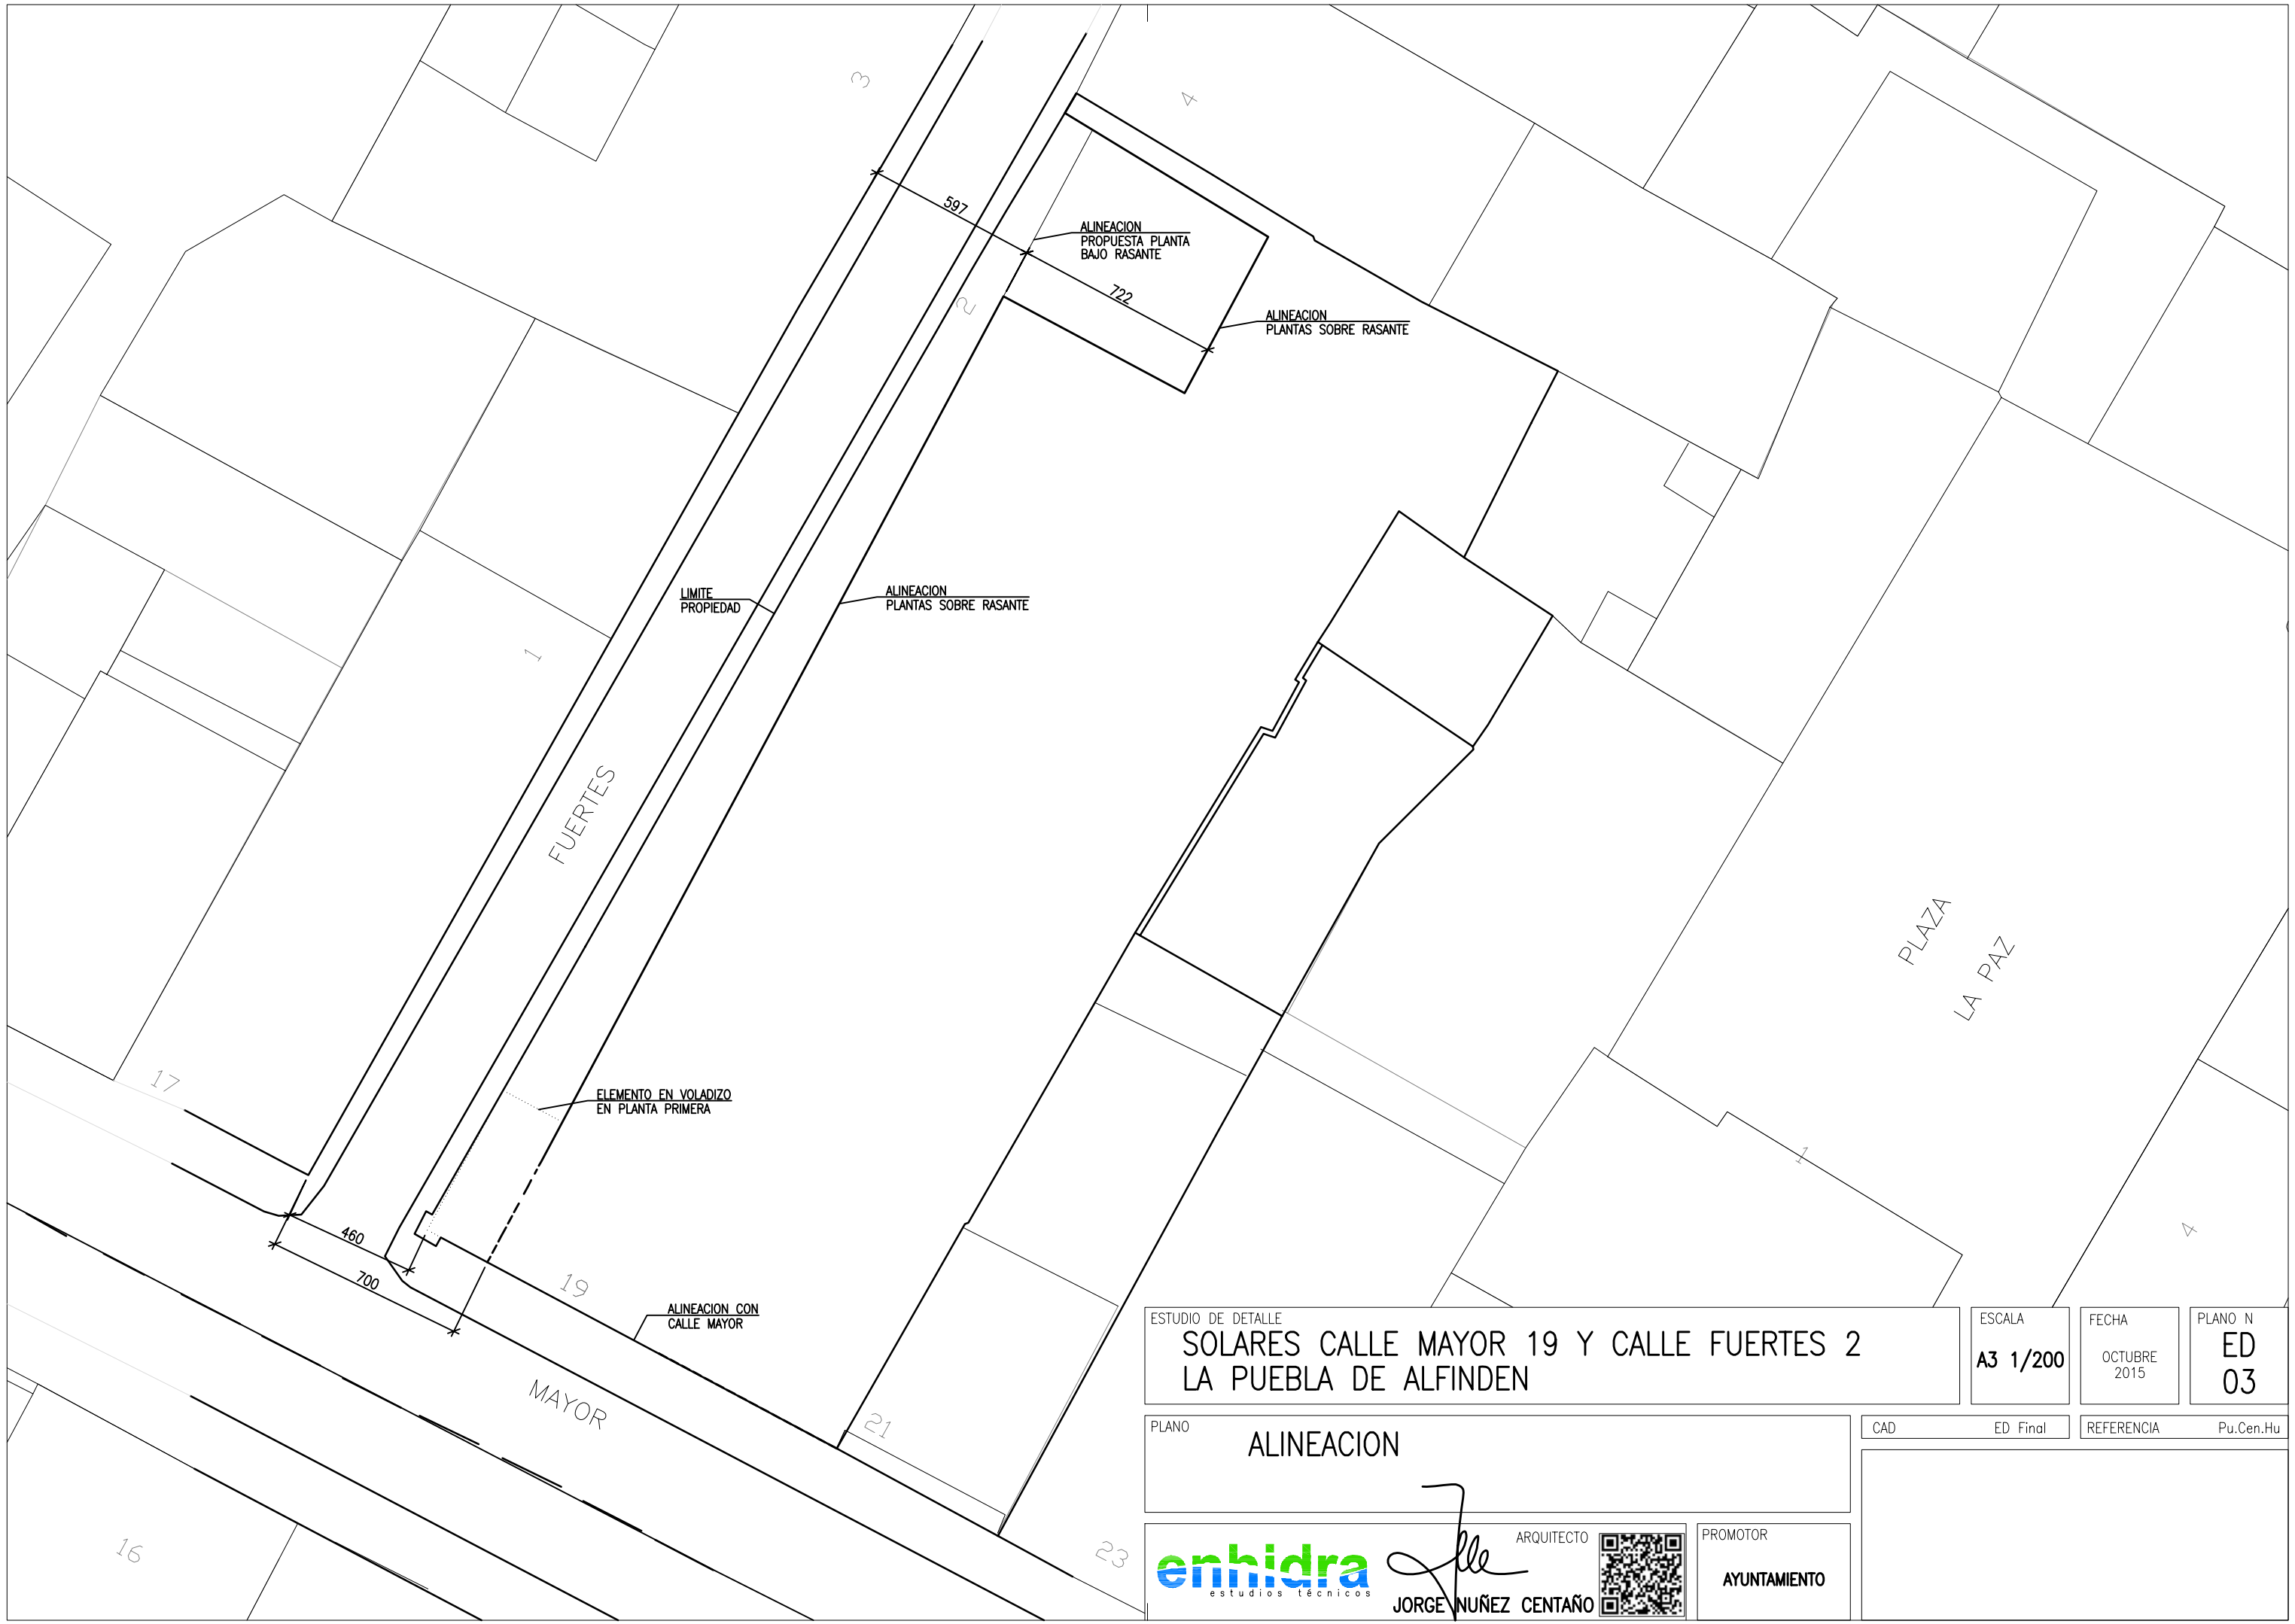 3
4
597
ALINEACION
PROPUESTA PLANTA
BAJO RASANTE
722
2
ALINEACION
PLANTAS SOBRE RASANTE
LIMITE
PROPIEDAD
ALINEACION
PLANTAS SOBRE RASANTE
1
FUERTES
PLAZA
LA PAZ
17
ELEMENTO EN VOLADIZO
EN PLANTA PRIMERA
1
460
700
19
4
ALINEACION CON
CALLE MAYOR
MAYOR
21
16
23
ESTUDIO DE DETALLE
SOLARES CALLE MAYOR 19 Y CALLE FUERTES 2
LA PUEBLA DE ALFINDEN
ESCALA
A3 1/200
FECHA
OCTUBRE
2015
PLANO N
ED
03
PLANO
ALINEACION
CAD ED Final
REFERENCIA Pu.Cen.Hu
enhidra
estudios técnicos
ARQUITECTO
JORGE NUÑEZ CENTAÑO
PROMOTOR
AYUNTAMIENTO